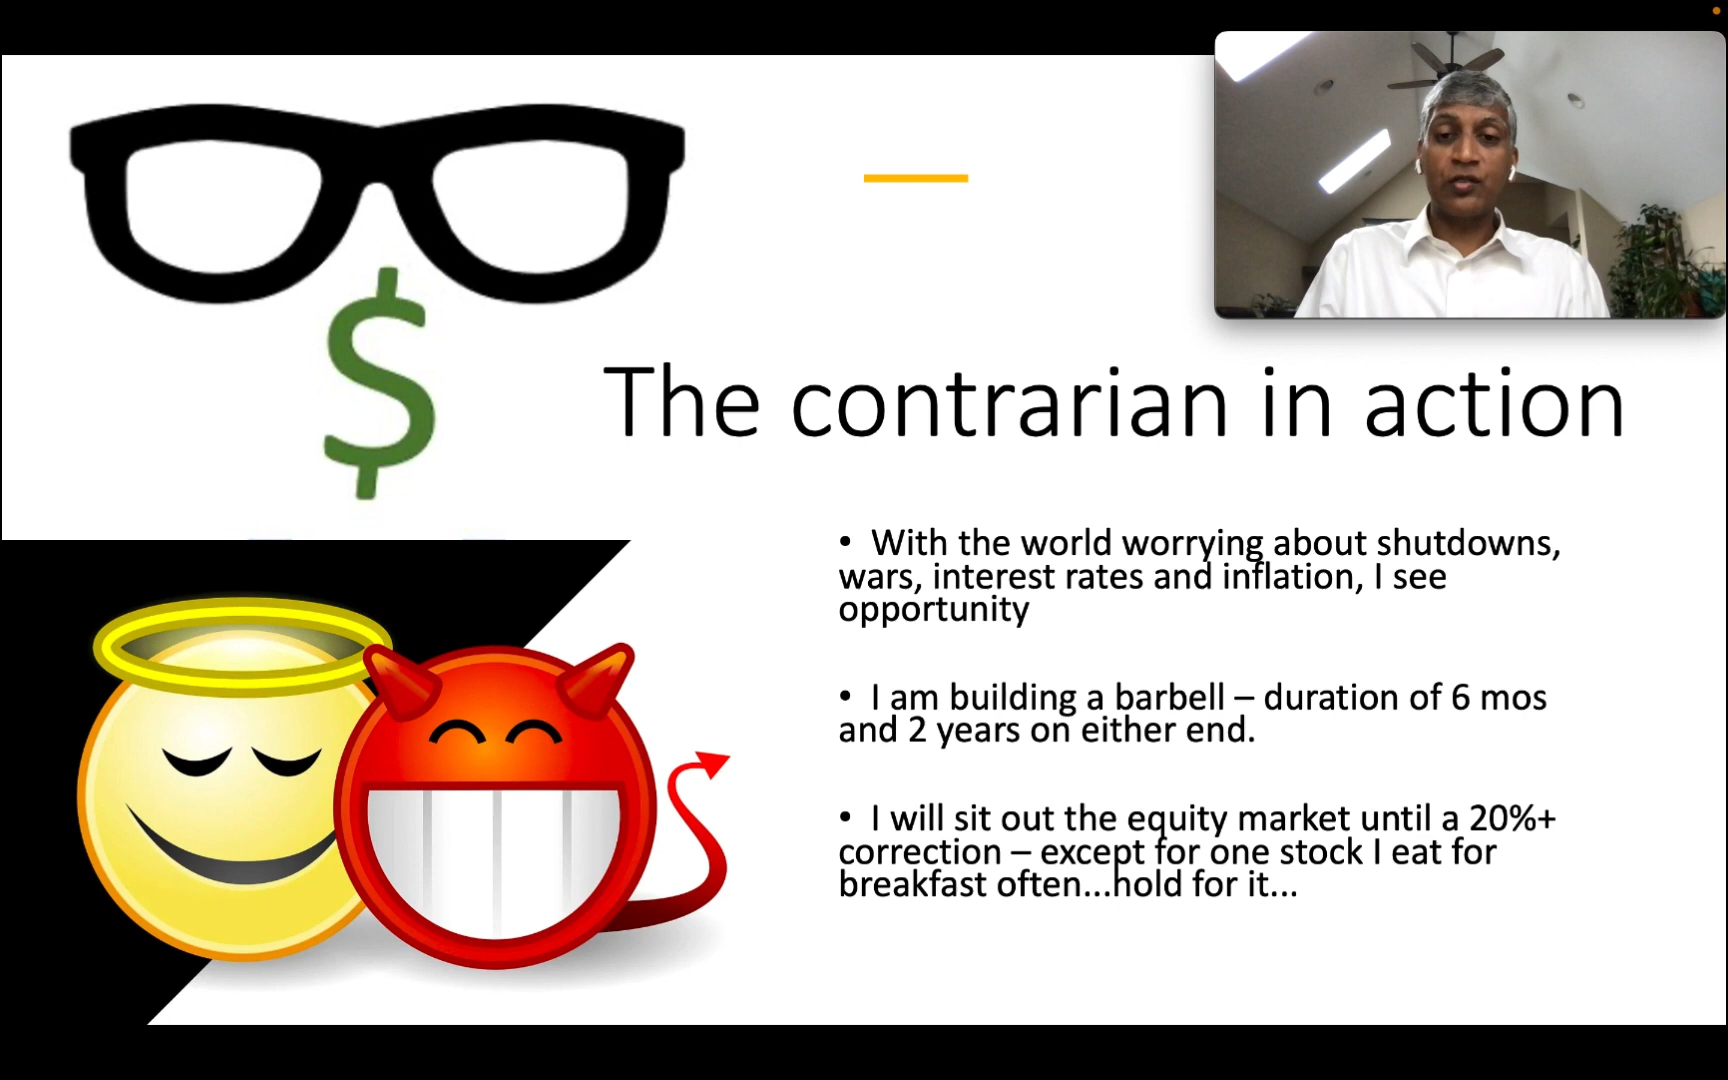 $
The contrarian in action
• With the world worrying about shutdowns,
wars, interest rates and inflation, I see
opportunity
• I am building a barbell – duration of 6 mos
and 2 years on either end.
• I will sit out the equity market until a 20%+
correction – except for one stock I eat for
breakfast often...hold for it...